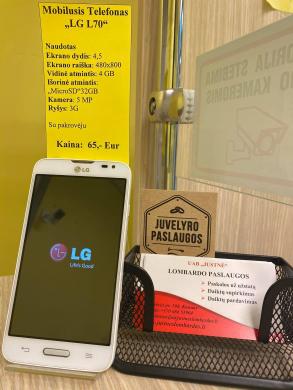 Mobilusis Telefonas
„LG L70“
Naudotas
Ekrano dydis: 4,5
Ekrano raiška: 480x800
Vidinė atmintis: 4 GB
Išorinė atmintis:
„MicroSD“32GB
Kamera: 5 MP
Ryšys: 3G
Su pakrovėju
Kaina: 65,- Eur
LG
LG
Life's Good
JUVELYRO
PASLAUGOS
UAB „JUSTNĖ“
LOMBARDO PASLAUGOS
Paskolos už užstatą
Daiktų supirkimas
Daiktų pardavimas